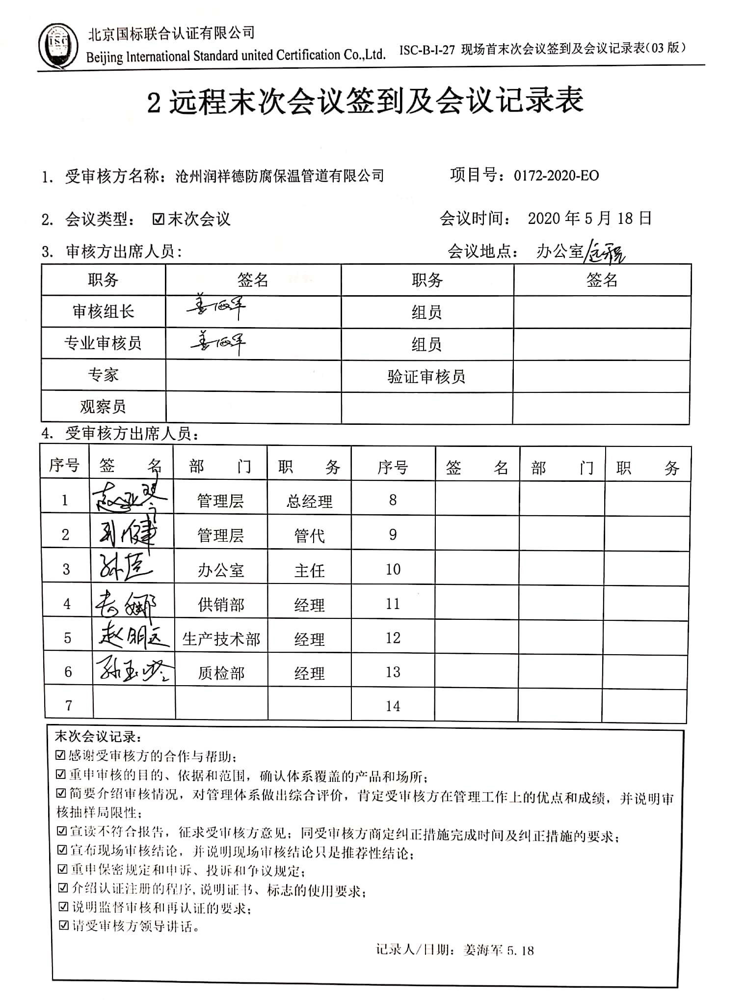 ISC
北京国标联合认证有限公司
Beijing International Standard united Certification Co.,Ltd. ISC-B-I-27 现场首末次会议签到及会议记录表(03 版)
2 远程末次会议签到及会议记录表
1. 受审核方名称：沧州润祥德防腐保温管道有限公司 项目号：0172-2020-EO
2. 会议类型： ☑末次会议 会议时间： 2020 年 5 月 18 日
3. 审核方出席人员: 会议地点： 办公室/远程
职务 签名 职务 签名
审核组长 姜海军 组员
专业审核员 姜海军 组员
专家 验证审核员
观察员
4. 受审核方出席人员：
序号 签 名 部 门 职 务 序号 签 名 部 门 职 务
1 管理层 总经理 8
2 刘健 管理层 管代 9
3 办公室 主任 10
4 供销部 经理 11
5 赵明远 生产技术部 经理 12
6 质检部 经理 13
7 14
末次会议记录：
☑感谢受审核方的合作与帮助；
☑重申审核的目的、依据和范围，确认体系覆盖的产品和场所；
☑简要介绍审核情况，对管理体系做出综合评价，肯定受审核方在管理工作上的优点和成绩，并说明审
核抽样局限性；
☑宣读不符合报告，征求受审核方意见；同受审核方商定纠正措施完成时间及纠正措施的要求；
☑宣布现场审核结论，并说明现场审核结论只是推荐性结论；
☑重申保密规定和申诉、投诉和争议规定；
☑介绍认证注册的程序,说明证书、标志的使用要求；
☑说明监督审核和再认证的要求；
☑请受审核方领导讲话。
记录人/日期：姜海军 5.18